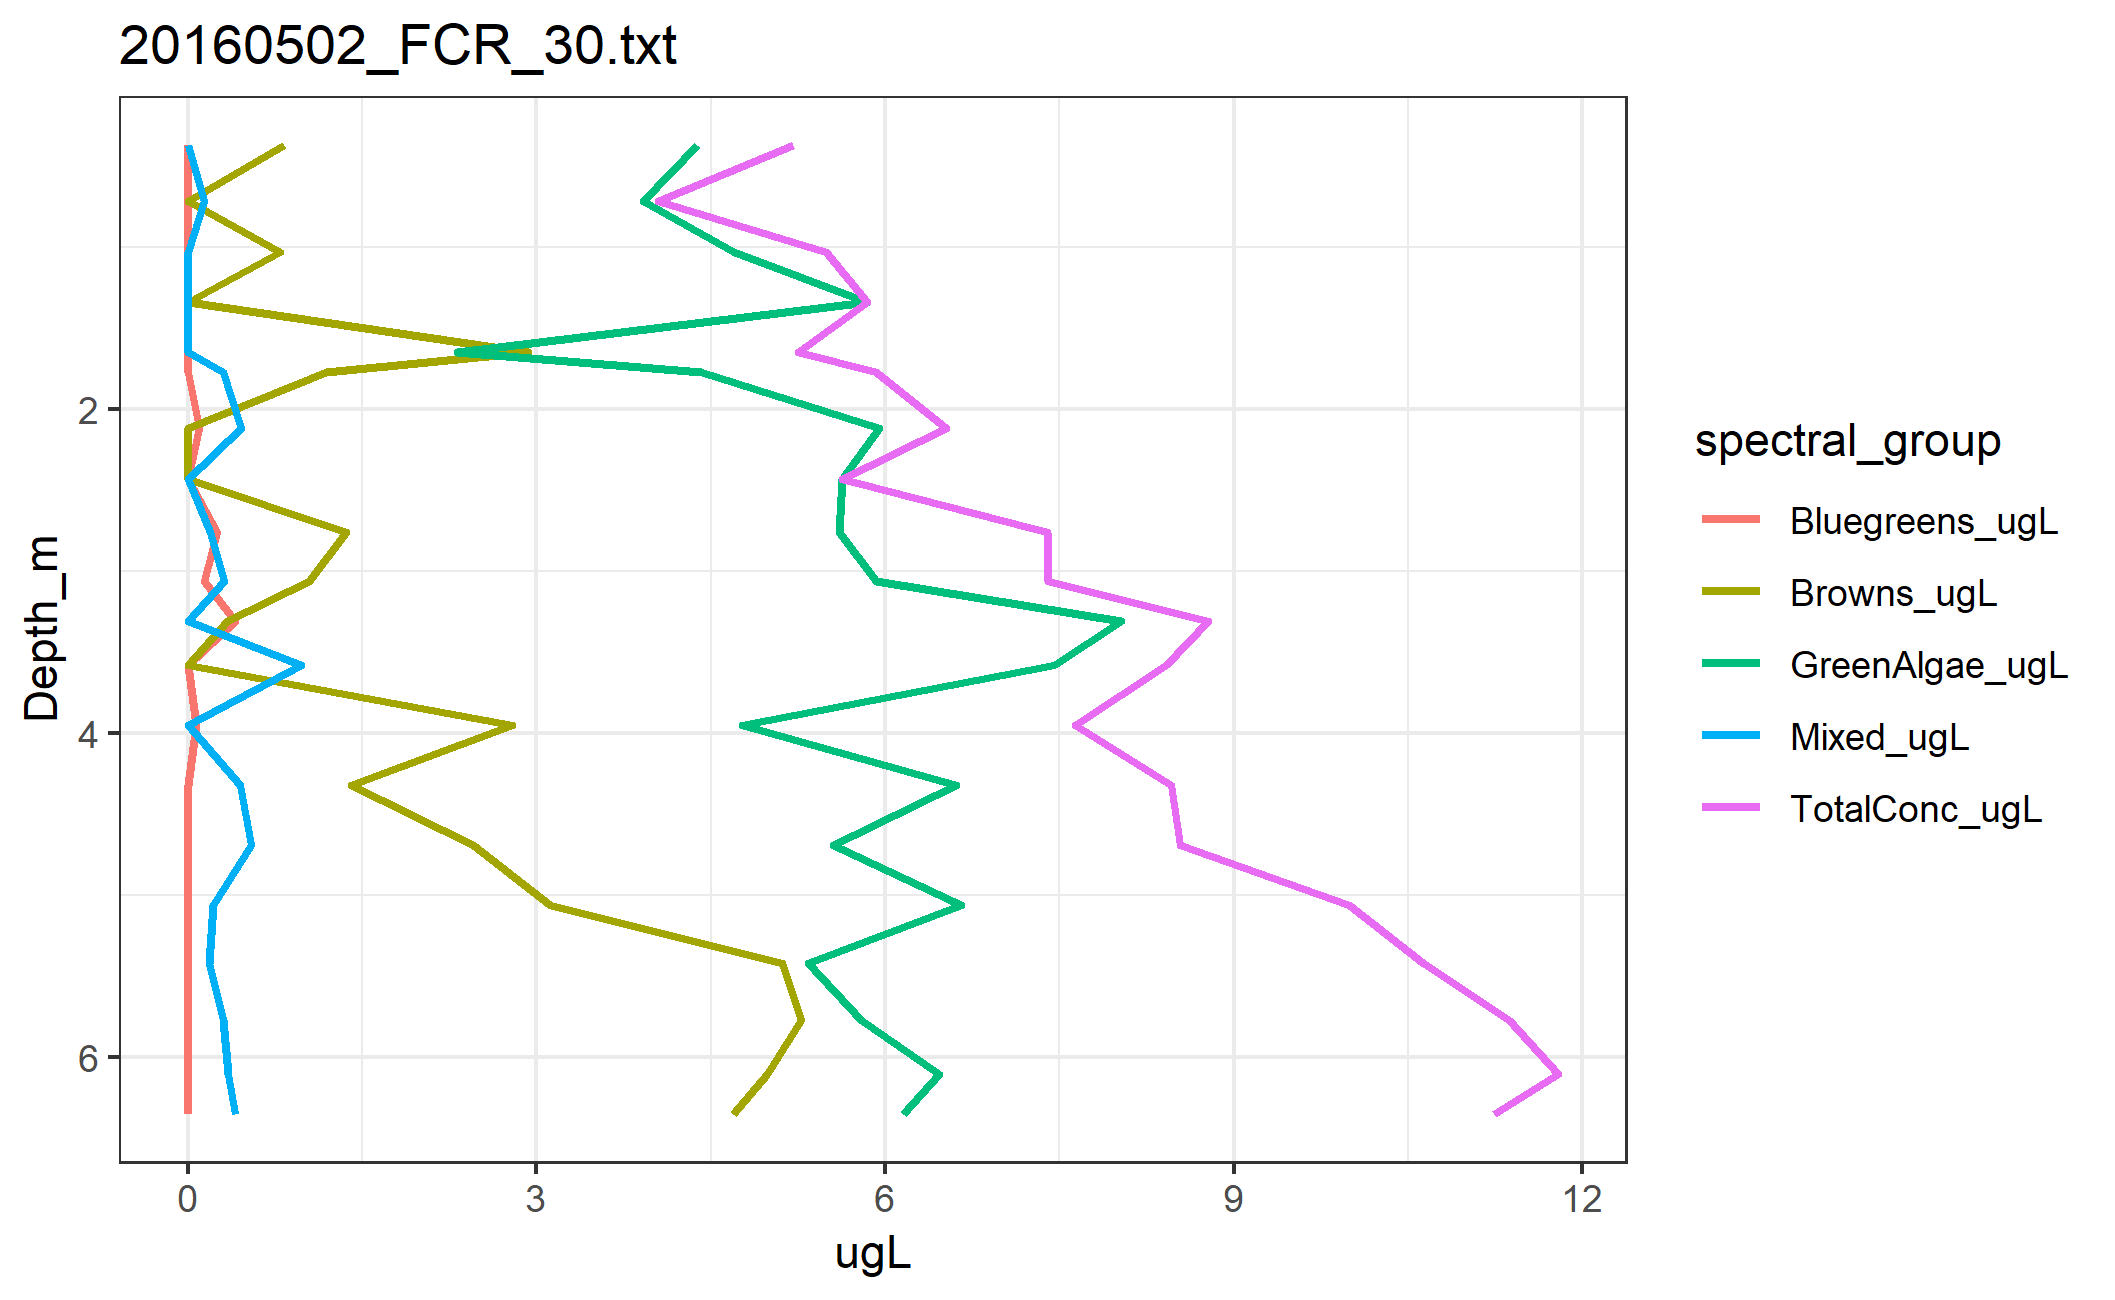 20160502_FCR_30.txt
Depth_m
2
4
6
0 3 6 9 12
ugL
spectral_group
Bluegreens_ugL
Browns_ugL
GreenAlgae_ugL
Mixed_ugL
TotalConc_ugL